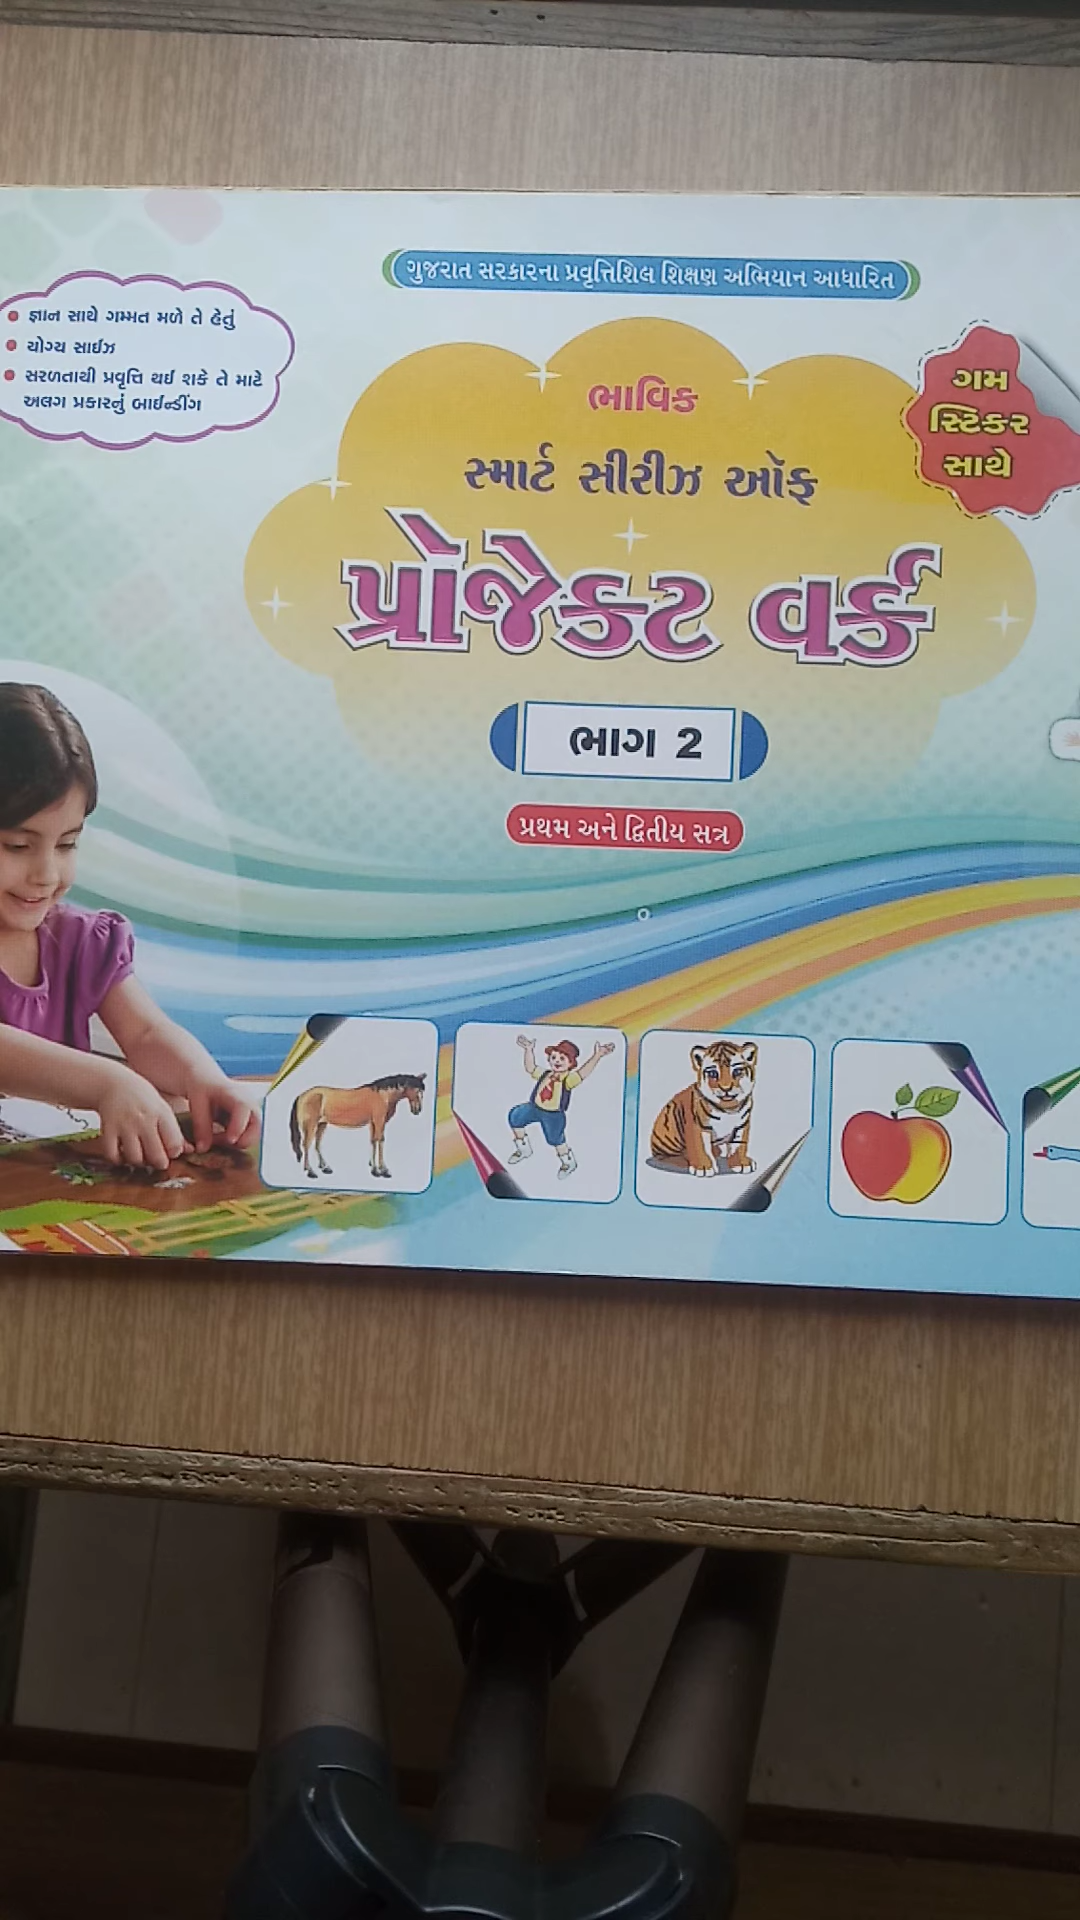 ગુજરાત સરકારના પ્રવૃત્તિશિલ શિક્ષણ અભિયાન આધારિત
• જ્ઞાન સાથે ગમ્મત મળે તે હેતું
• યોગ્ય સાઈઝ
• સરળતાથી પ્રવૃત્તિ થઈ શકે તે માટે
અલગ પ્રકારનું બાઈન્ડીંગ
ગમ
સ્ટિકર
સાથે
ભાવિક
સ્માર્ટ સીરીઝ ઓફ
પ્રોજેક્ટ વર્ક
ભાગ 2
પ્રથમ અને દ્વિતીય સત્ર